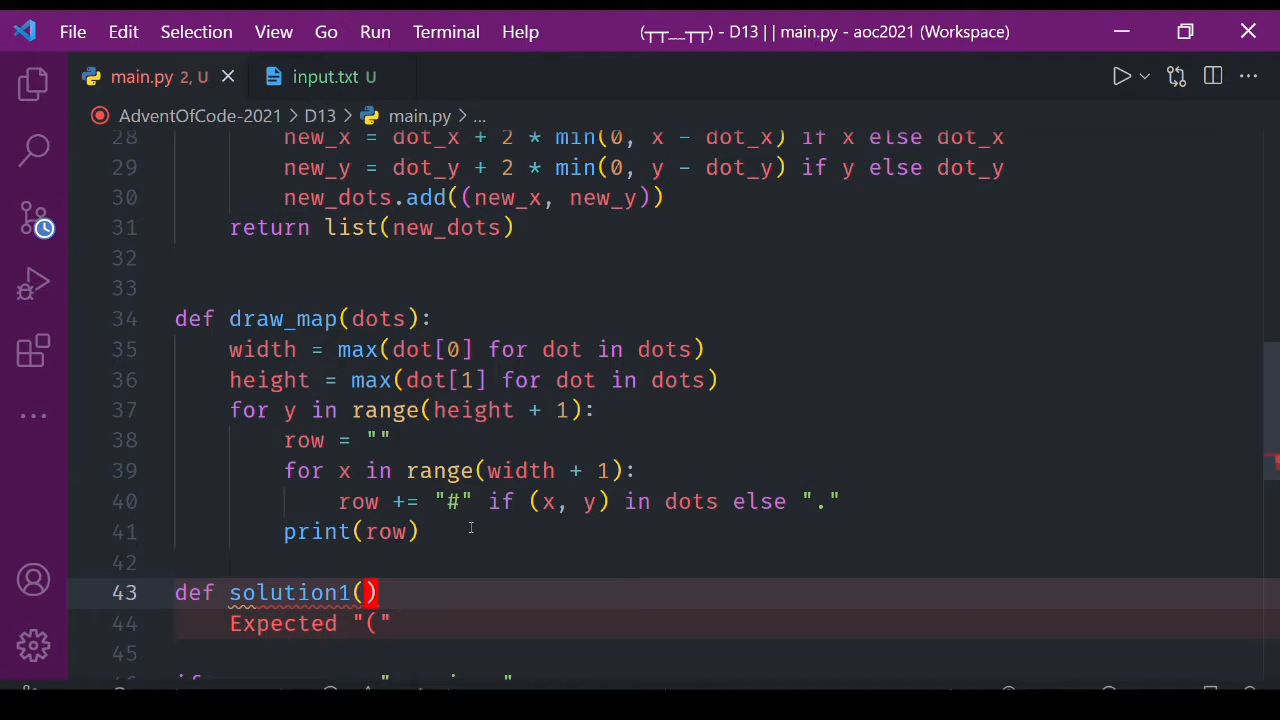 File Edit Selection View Go Run Terminal Help (┬┬﹏┬┬) - D13 | | main.py - aoc2021 (Workspace)
main.py 2, U input.txt U
AdventOfCode-2021 > D13 > main.py > ...
28 new_x = dot_x + 2 * min(0, x - dot_x) if x else dot_x
29 new_y = dot_y + 2 * min(0, y - dot_y) if y else dot_y
30 new_dots.add((new_x, new_y))
31 return list(new_dots)
32
33
34 def draw_map(dots):
35 width = max(dot[0] for dot in dots)
36 height = max(dot[1] for dot in dots)
37 for y in range(height + 1):
38 row = ""
39 for x in range(width + 1):
40 row += "#" if (x, y) in dots else "."
41 print(row)
42
43 def solution1()
44 Expected "("
45